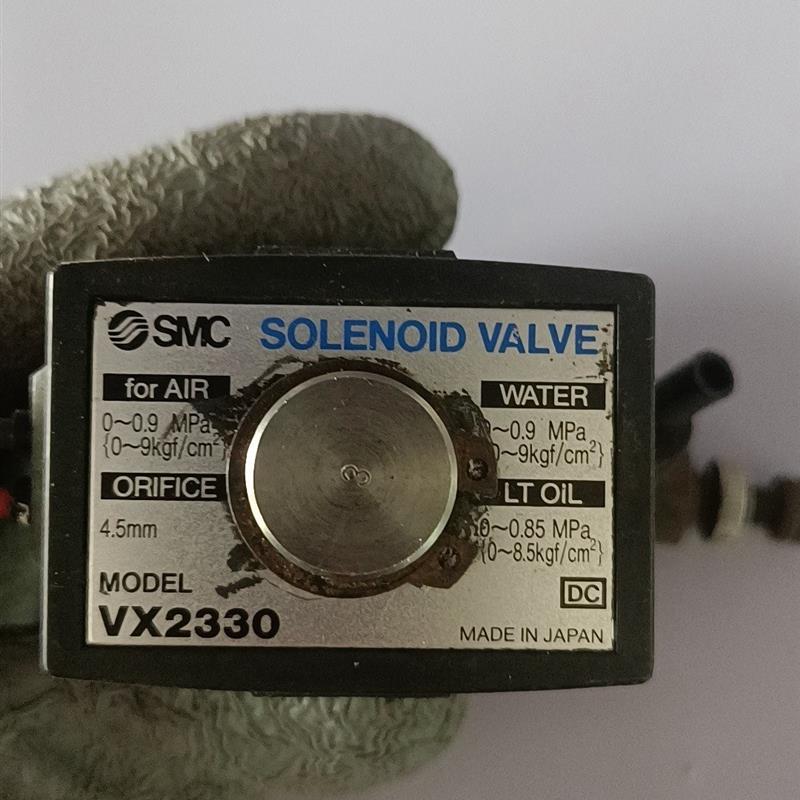 SMC SOLENOID VALVE
for AIR
0~0.9 MPa
{0~9kgf/cm²}
ORIFICE
4.5mm
MODEL
VX2330
3
WATER
~0.9 MPa
~9kgf/cm²}
LT OiL
0~0.85 MPa
{0~8.5kgf/cm²}
DC
MADE IN JAPAN